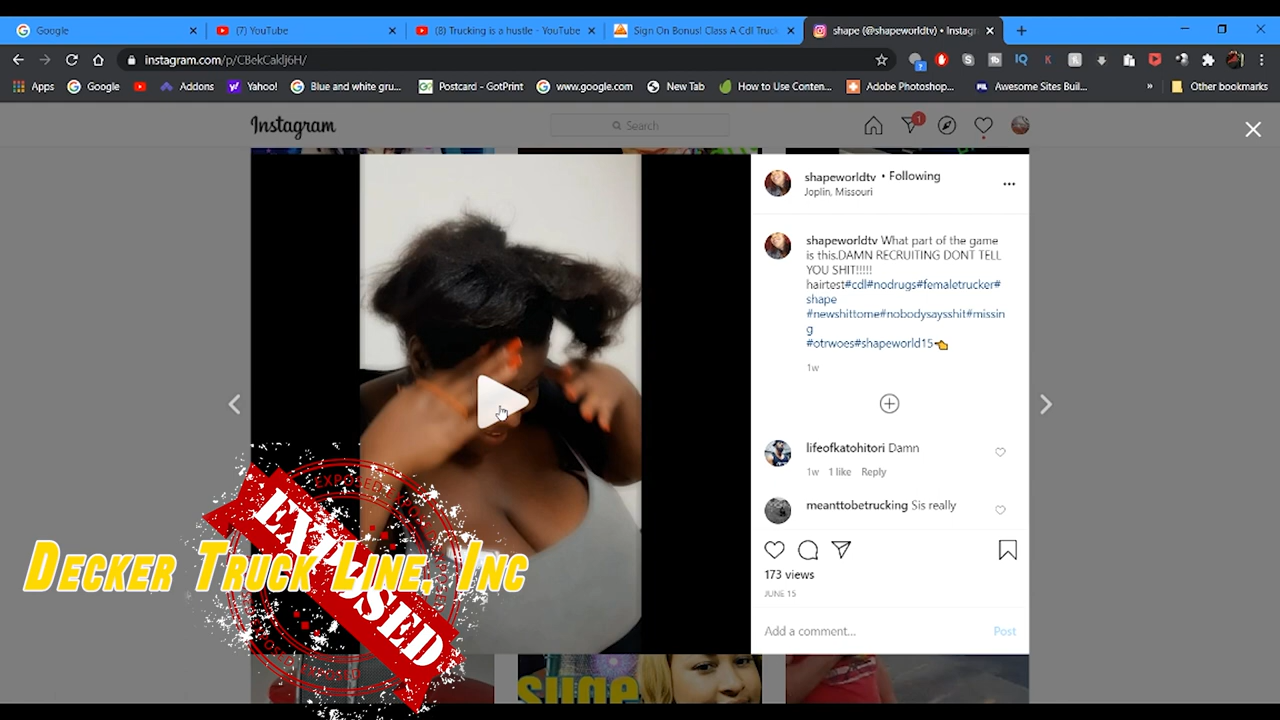 Google
(7) YouTube
(8) Trucking is a hustle - YouTube
Sign On Bonus! Class A Cdl Truck
shape (@shapeworldtv) • Instagr
instagram.com/p/CBekCaklj6H/
Apps
Google
Addons
Yahoo!
Blue and white gru...
Postcard - GotPrint
www.google.com
New Tab
How to Use Conten...
Adobe Photoshop...
Awesome Sites Buil...
»
Other bookmarks
Instagram
Search
1
shapeworldtv • Following
Joplin, Missouri
shapeworldtv What part of the game
is this.DAMN RECRUITING DONT TELL
YOU SHIT!!!!!
hairtest#cdl#nodrugs#femaletrucker#
shape
#newshittome#nobodysaysshit#missin
g
#otrwoes#shapeworld15👈
1w
lifeofkatohitori Damn
1w 1 like Reply
meanttobetrucking Sis really
173 views
JUNE 15
Add a comment... Post
EXPOSED
Decker Truck Line, Inc
suge